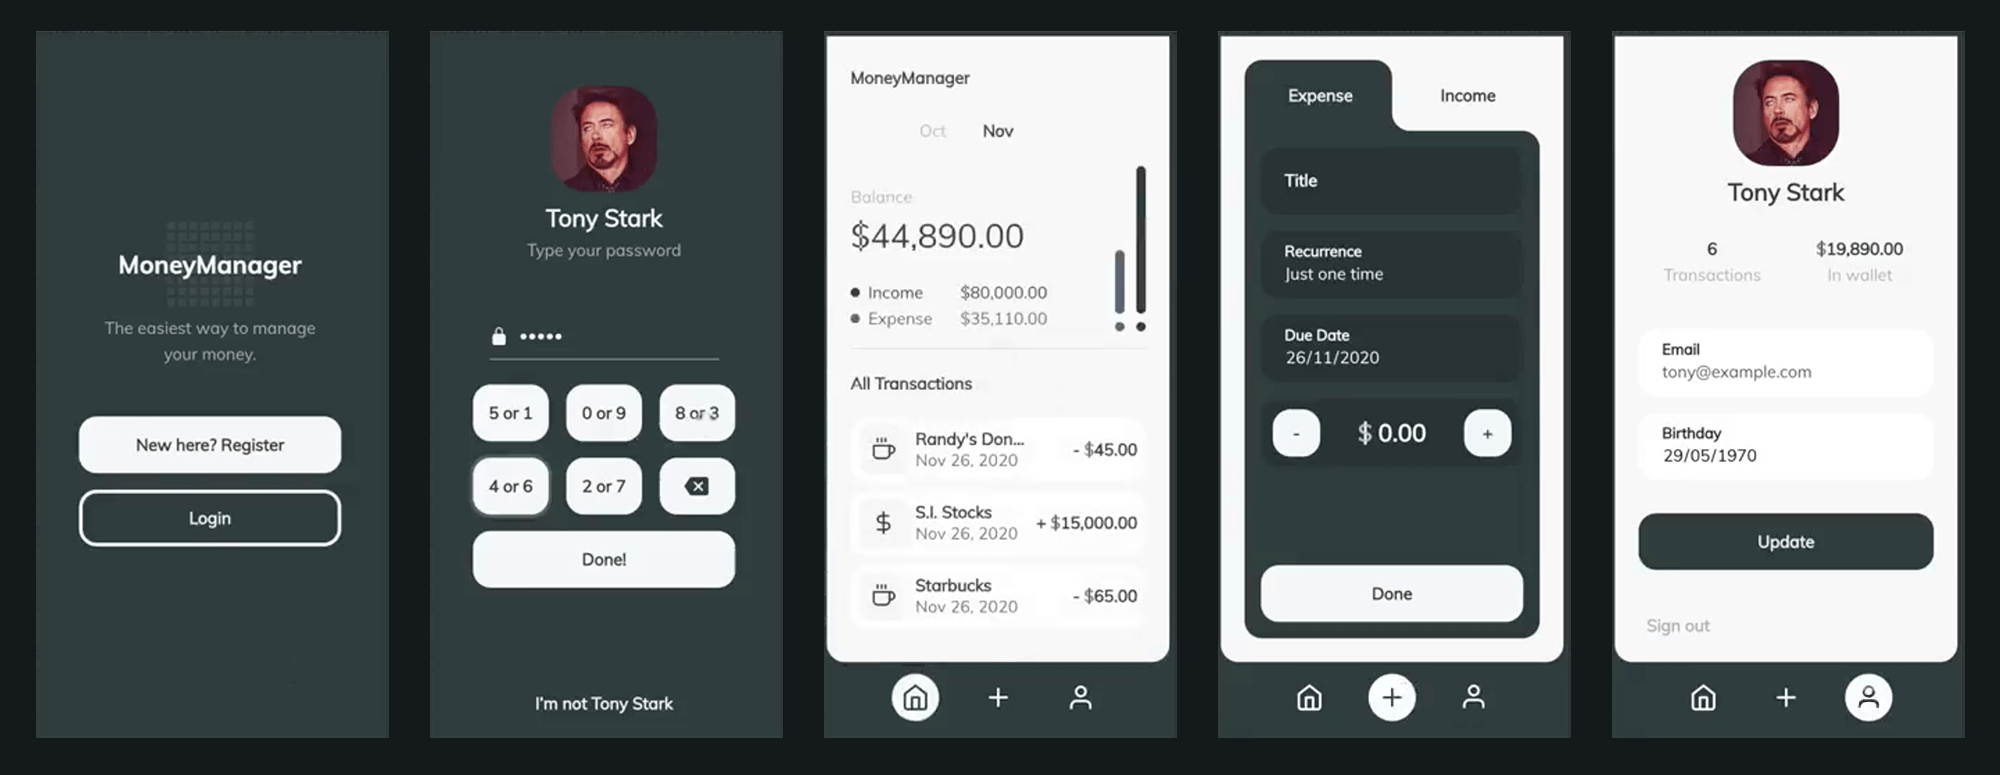 MoneyManager
The easiest way to manage
your money.
New here? Register
Login
Tony Stark
Type your password
•••••
5 or 1
0 or 9
8 or 3
4 or 6
2 or 7
Done!
I'm not Tony Stark
MoneyManager
Oct
Nov
Balance
$44,890.00
Income $80,000.00
Expense $35,110.00
All Transactions
Randy's Don...
Nov 26, 2020
- $45.00
S.I. Stocks
Nov 26, 2020
+ $15,000.00
Starbucks
Nov 26, 2020
- $65.00
Expense
Income
Title
Recurrence
Just one time
Due Date
26/11/2020
-
$ 0.00
+
Done
Tony Stark
6
Transactions
$19,890.00
In wallet
Email
tony@example.com
Birthday
29/05/1970
Update
Sign out